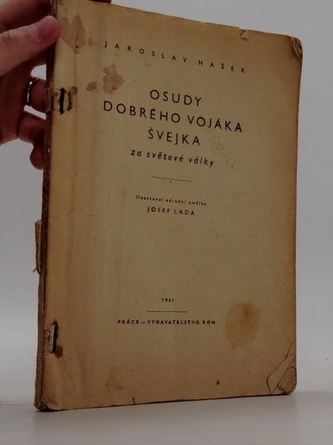 JAROSLAV HAŠEK
OSUDY
DOBRÉHO VOJÁKA
ŠVEJKA
za světové války
Ilustroval národní umělec
JOSEF LADA
1951
PRÁCE — VYDAVATELSTVO ROH